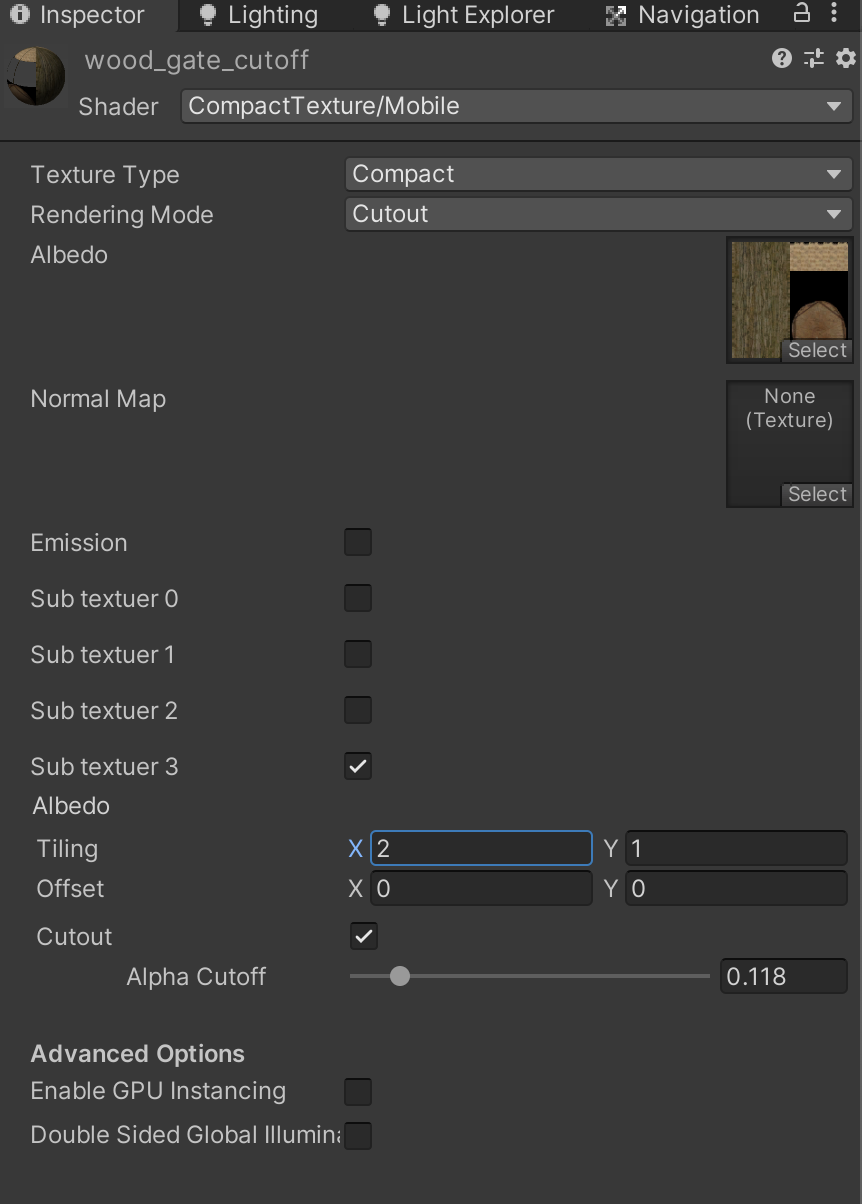 Inspector Lighting Light Explorer Navigation
wood_gate_cutoff
Shader CompactTexture/Mobile
Texture Type Compact
Rendering Mode Cutout
Albedo
Select
Normal Map
None
(Texture)
Select
Emission
Sub textuer 0
Sub textuer 1
Sub textuer 2
Sub textuer 3
Albedo
Tiling X 2 Y 1
Offset X 0 Y 0
Cutout
Alpha Cutoff 0.118
Advanced Options
Enable GPU Instancing
Double Sided Global Illumina